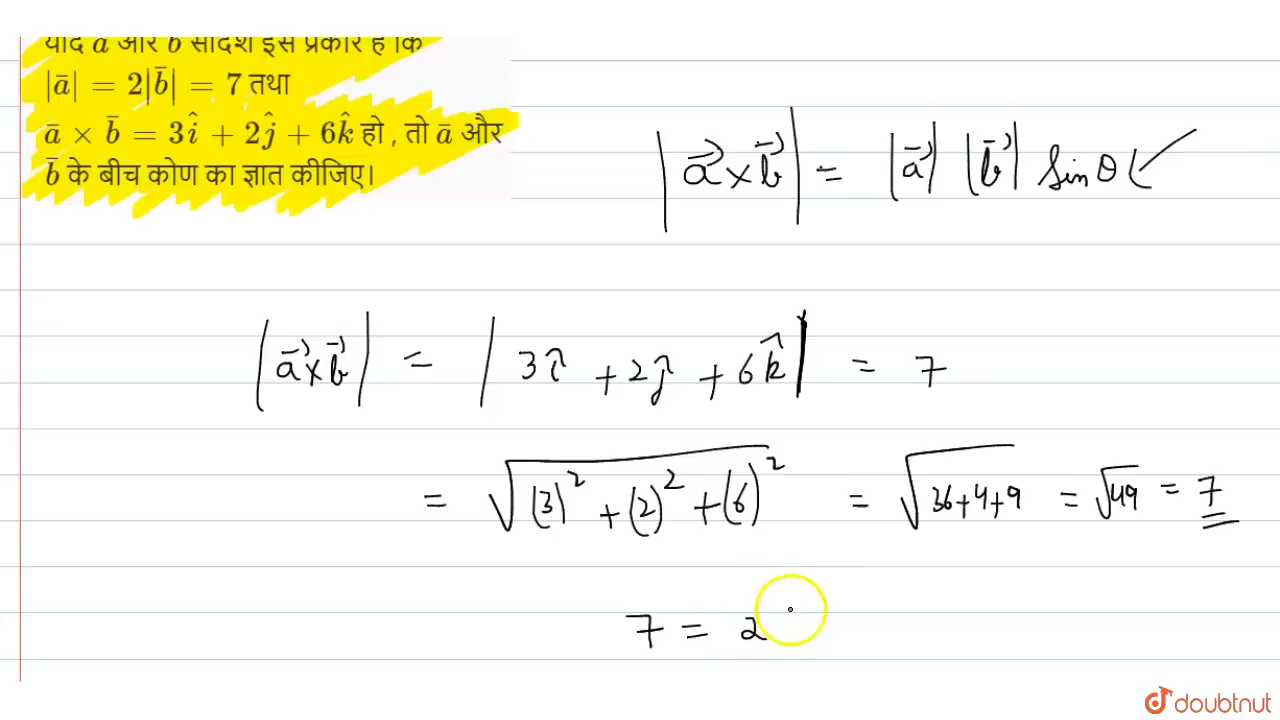 यदि a और b सदिश इस प्रकार है कि
|ā| = 2|b̄| = 7 तथा
ā × b̄ = 3î + 2ĵ + 6k̂ हो , तो ā और
b̄ के बीच कोण का ज्ञात कीजिए।
|a⃗ × b⃗| = |a⃗| |b⃗| Sin θ
|a⃗ × b⃗| = |3î + 2ĵ + 6k̂| = 7
= √((3)² + (2)² + (6)²) = √(36+4+9) = √49 = 7
7 = 2
doubtnut